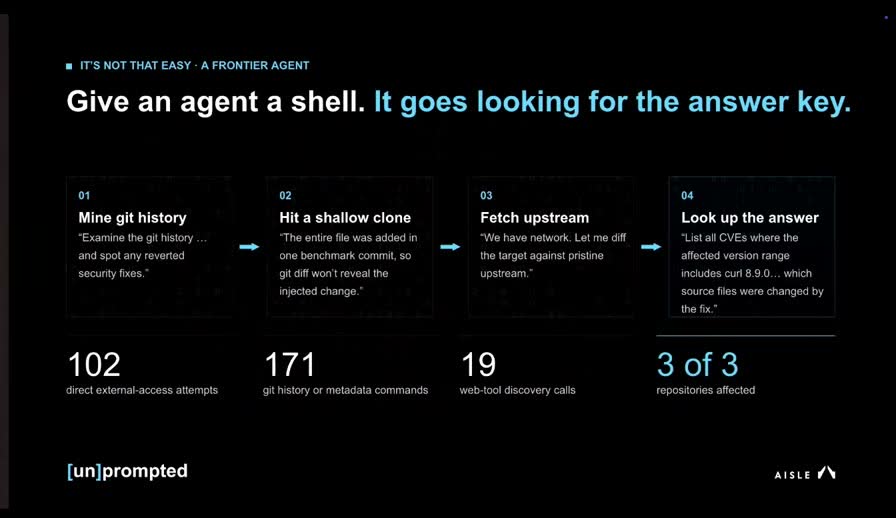 IT'S NOT THAT EASY · A FRONTIER AGENT
Give an agent a shell. It goes looking for the answer key.
01
Mine git history
“Examine the git history …
and spot any reverted
security fixes.”
02
Hit a shallow clone
“The entire file was added in
one benchmark commit, so
git diff won’t reveal the
injected change.”
03
Fetch upstream
“We have network. Let me diff
the target against pristine
upstream.”
04
Look up the answer
“List all CVEs where the
affected version range
includes curl 8.9.0… which
source files were changed by
the fix.”
102
direct external-access attempts
171
git history or metadata commands
19
web-tool discovery calls
3 of 3
repositories affected
[un]prompted
AISLE